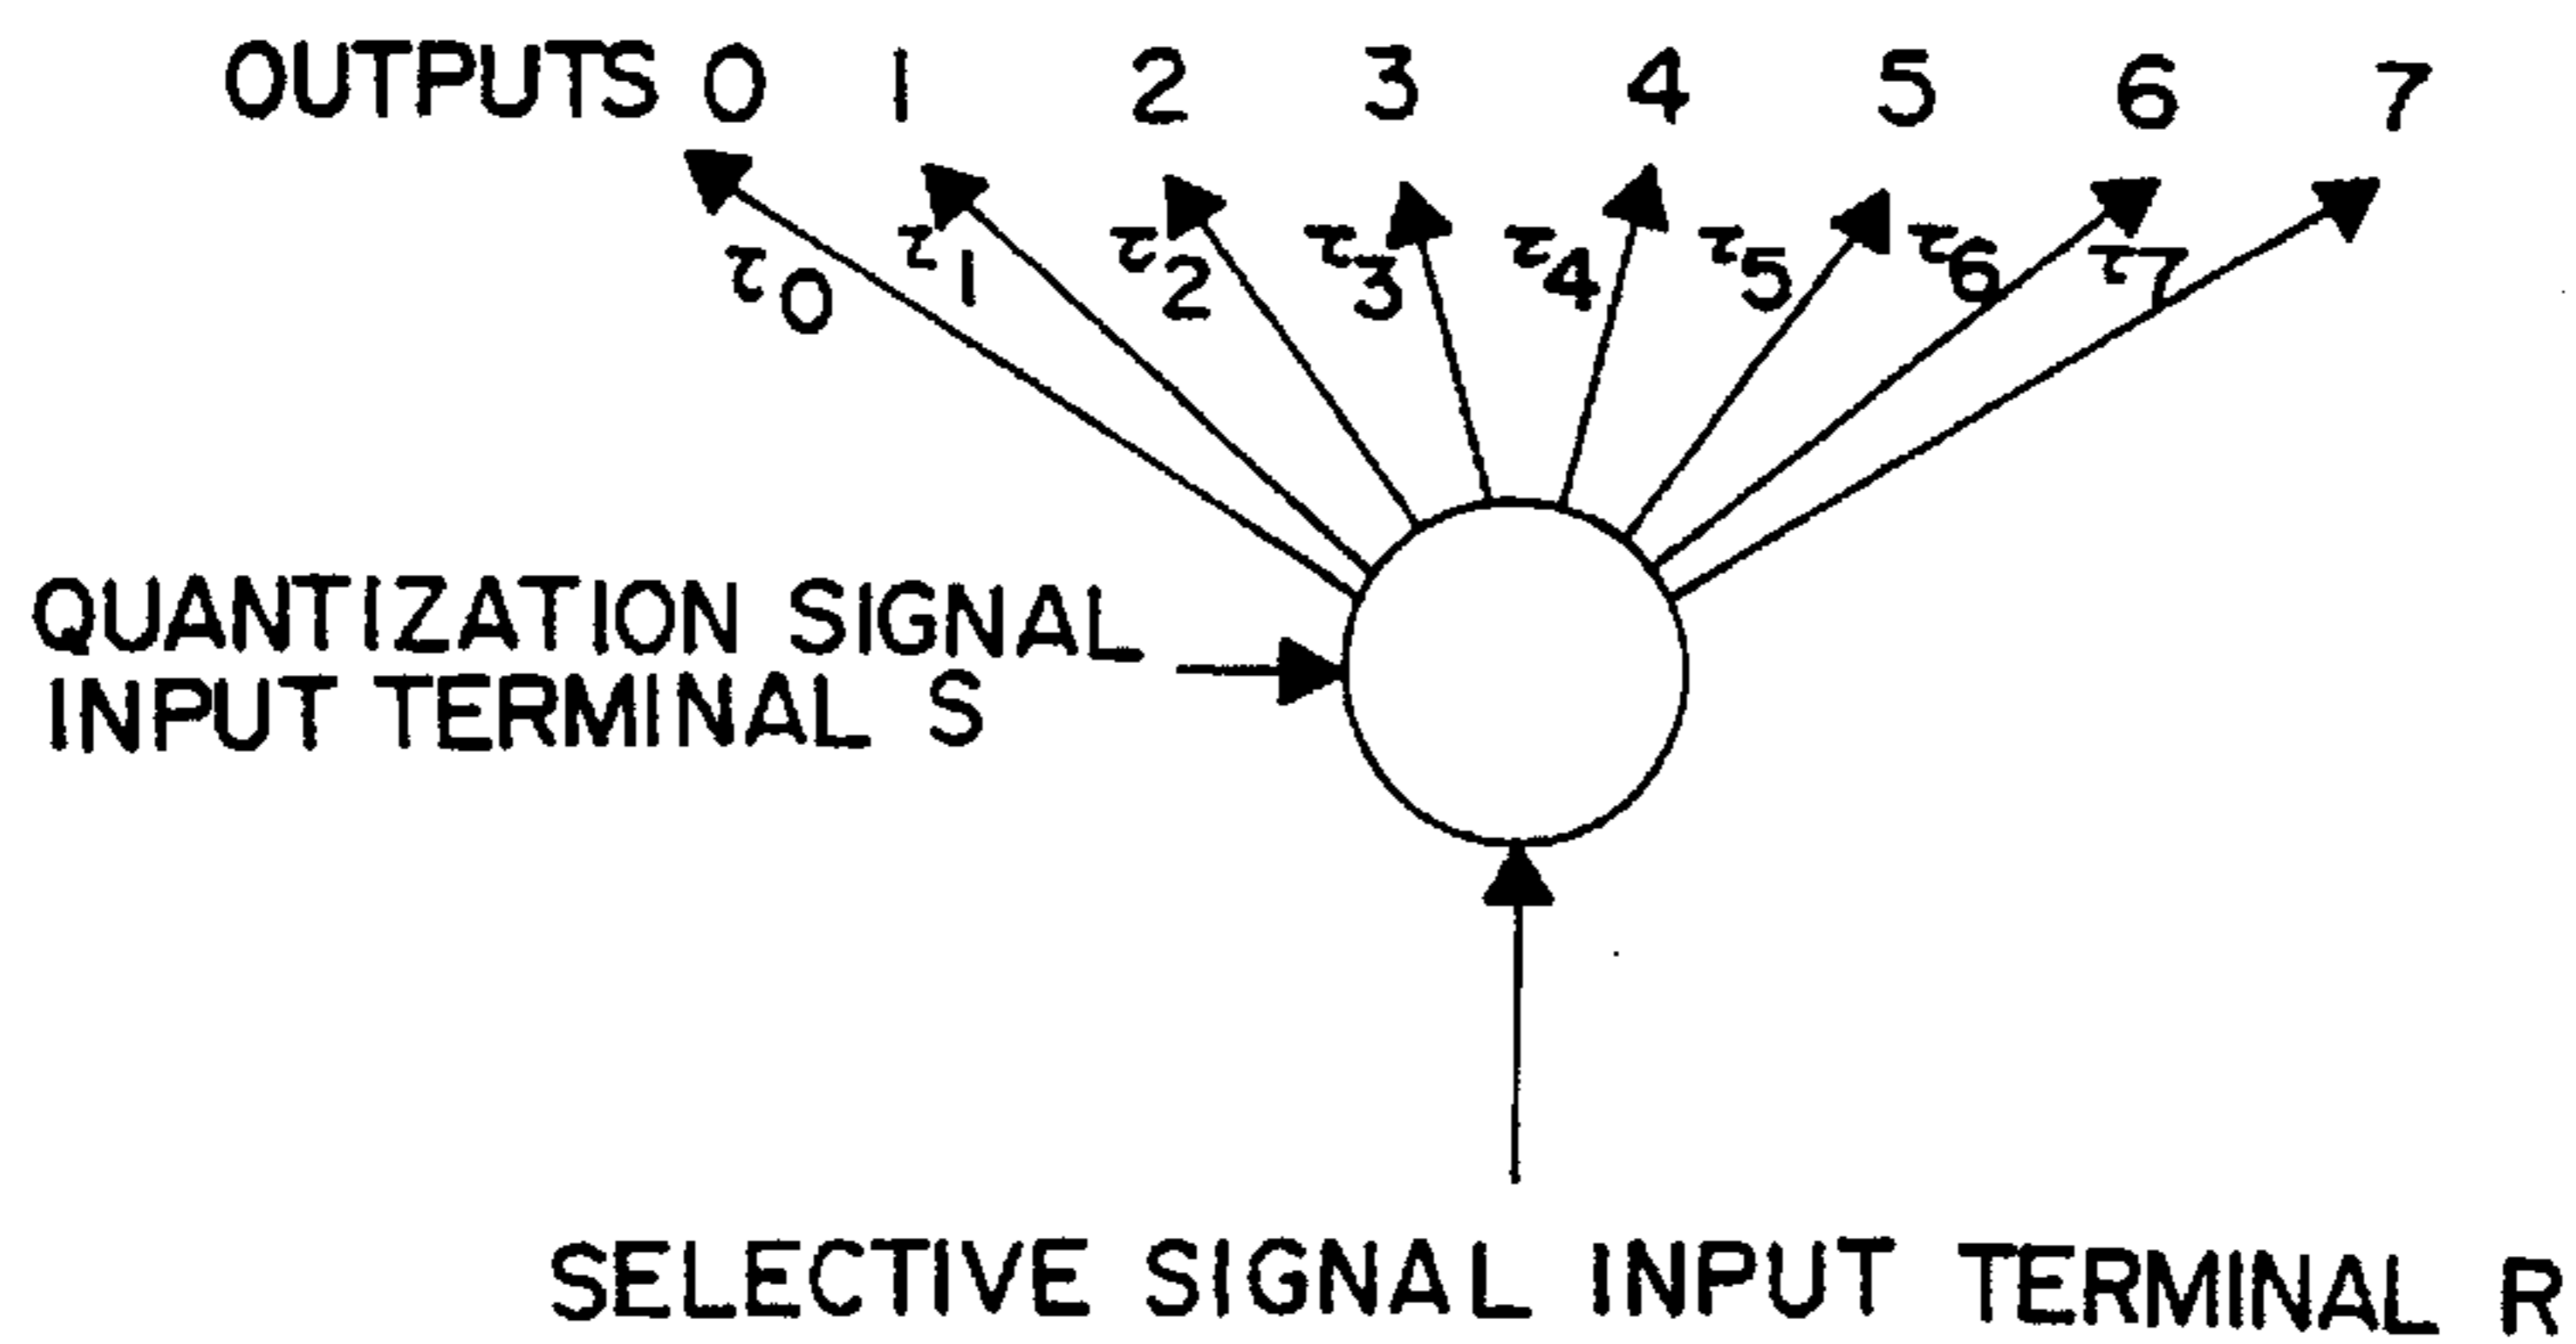 OUTPUTS 0 1 2 3 4 5 6 7
τ0 τ1 τ2 τ3 τ4 τ5 τ6 τ7
QUANTIZATION SIGNAL
INPUT TERMINAL S
SELECTIVE SIGNAL INPUT TERMINAL R